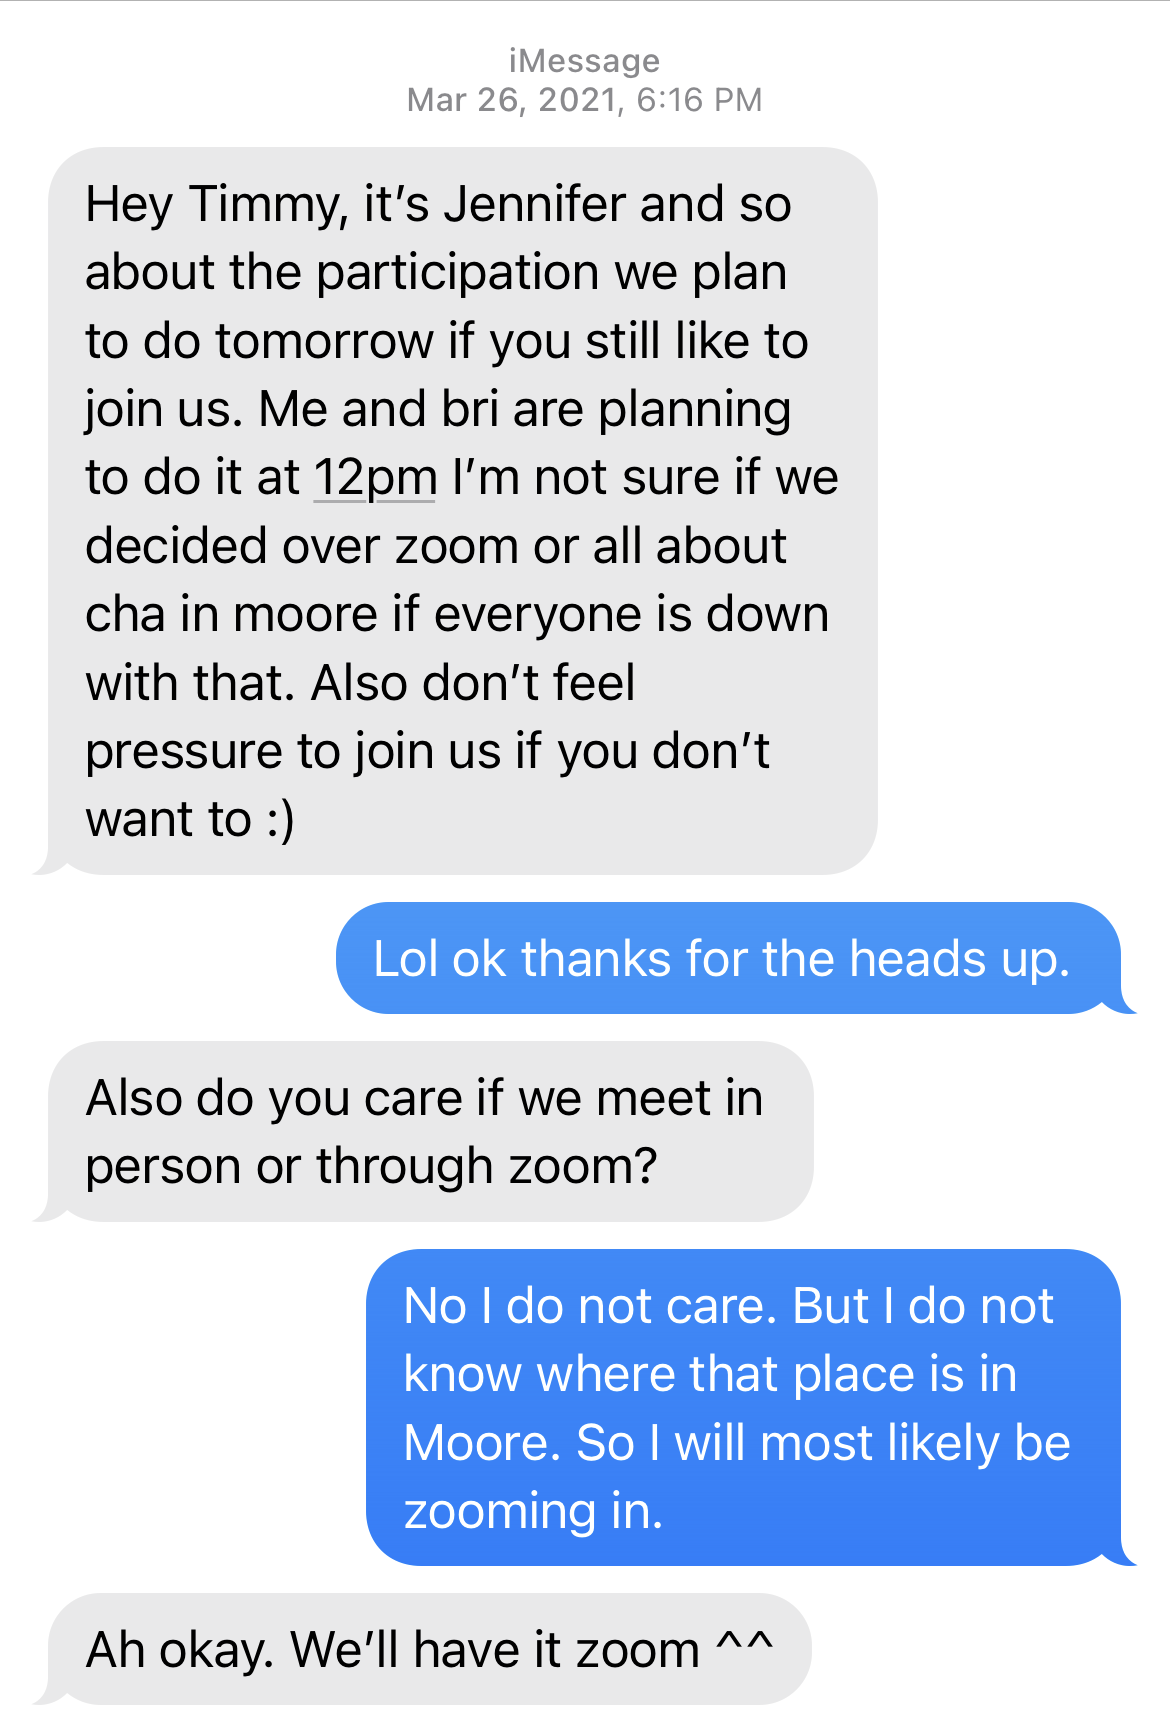 iMessage
Mar 26, 2021, 6:16 PM
Hey Timmy, it’s Jennifer and so
about the participation we plan
to do tomorrow if you still like to
join us. Me and bri are planning
to do it at 12pm I’m not sure if we
decided over zoom or all about
cha in moore if everyone is down
with that. Also don’t feel
pressure to join us if you don’t
want to :)
Lol ok thanks for the heads up.
Also do you care if we meet in
person or through zoom?
No I do not care. But I do not
know where that place is in
Moore. So I will most likely be
zooming in.
Ah okay. We’ll have it zoom ^^